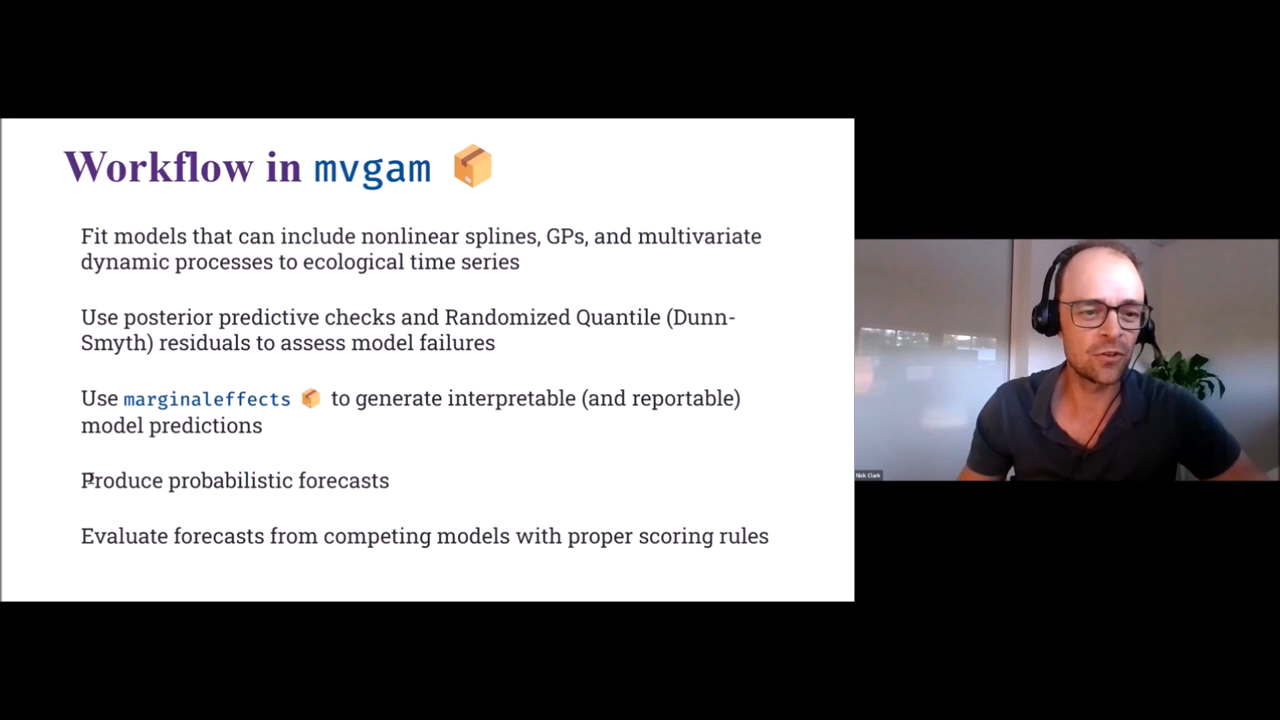 Workflow in mvgam
Fit models that can include nonlinear splines, GPs, and multivariate
dynamic processes to ecological time series
Use posterior predictive checks and Randomized Quantile (Dunn-
Smyth) residuals to assess model failures
Use marginaleffects to generate interpretable (and reportable)
model predictions
Produce probabilistic forecasts
Evaluate forecasts from competing models with proper scoring rules
Nick Clark